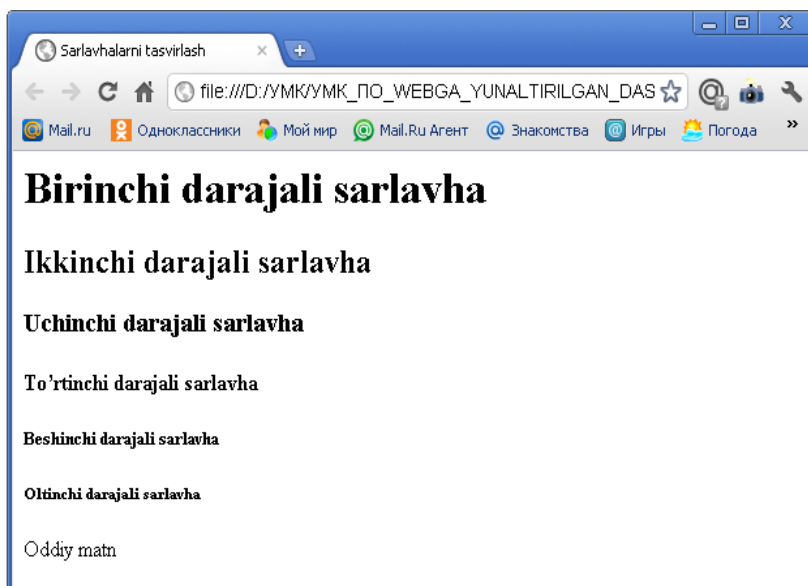 Sarlavhalarni tasvirlash
file:///D:/УМК/УМК_ПО_WEBGA_YUNALTIRILGAN_DAS
Mail.ru Одноклассники Мой мир Mail.Ru Агент Знакомства Игры Погода »
Birinchi darajali sarlavha
Ikkinchi darajali sarlavha
Uchinchi darajali sarlavha
To’rtinchi darajali sarlavha
Beshinchi darajali sarlavha
Oltinchi darajali sarlavha
Oddiy matn